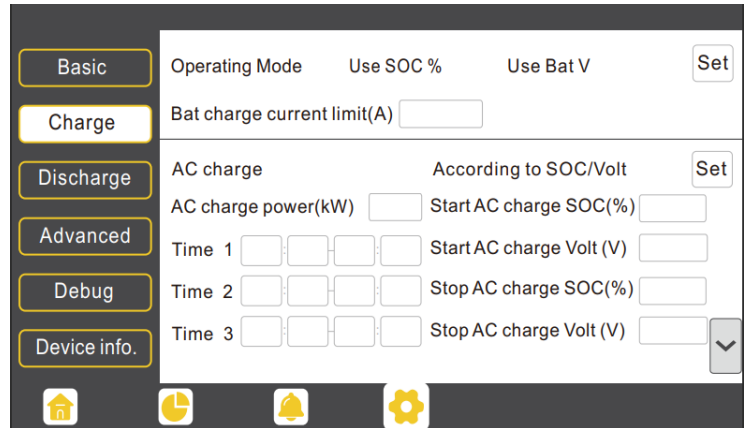 Basic
Charge
Discharge
Advanced
Debug
Device info.
Operating Mode Use SOC % Use Bat V Set
Bat charge current limit(A)
AC charge According to SOC/Volt Set
AC charge power(kW) Start AC charge SOC(%)
Time 1 : - : Start AC charge Volt (V)
Time 2 : - : Stop AC charge SOC(%)
Time 3 : - : Stop AC charge Volt (V)